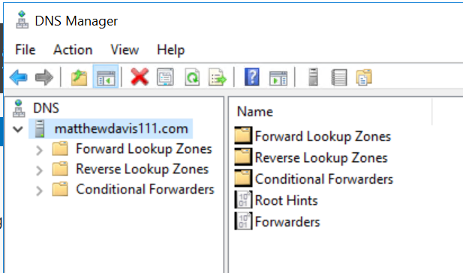 DNS Manager
File Action View Help
DNS
matthewdavis111.com
Forward Lookup Zones
Reverse Lookup Zones
Conditional Forwarders
Name
Forward Lookup Zones
Reverse Lookup Zones
Conditional Forwarders
Root Hints
Forwarders